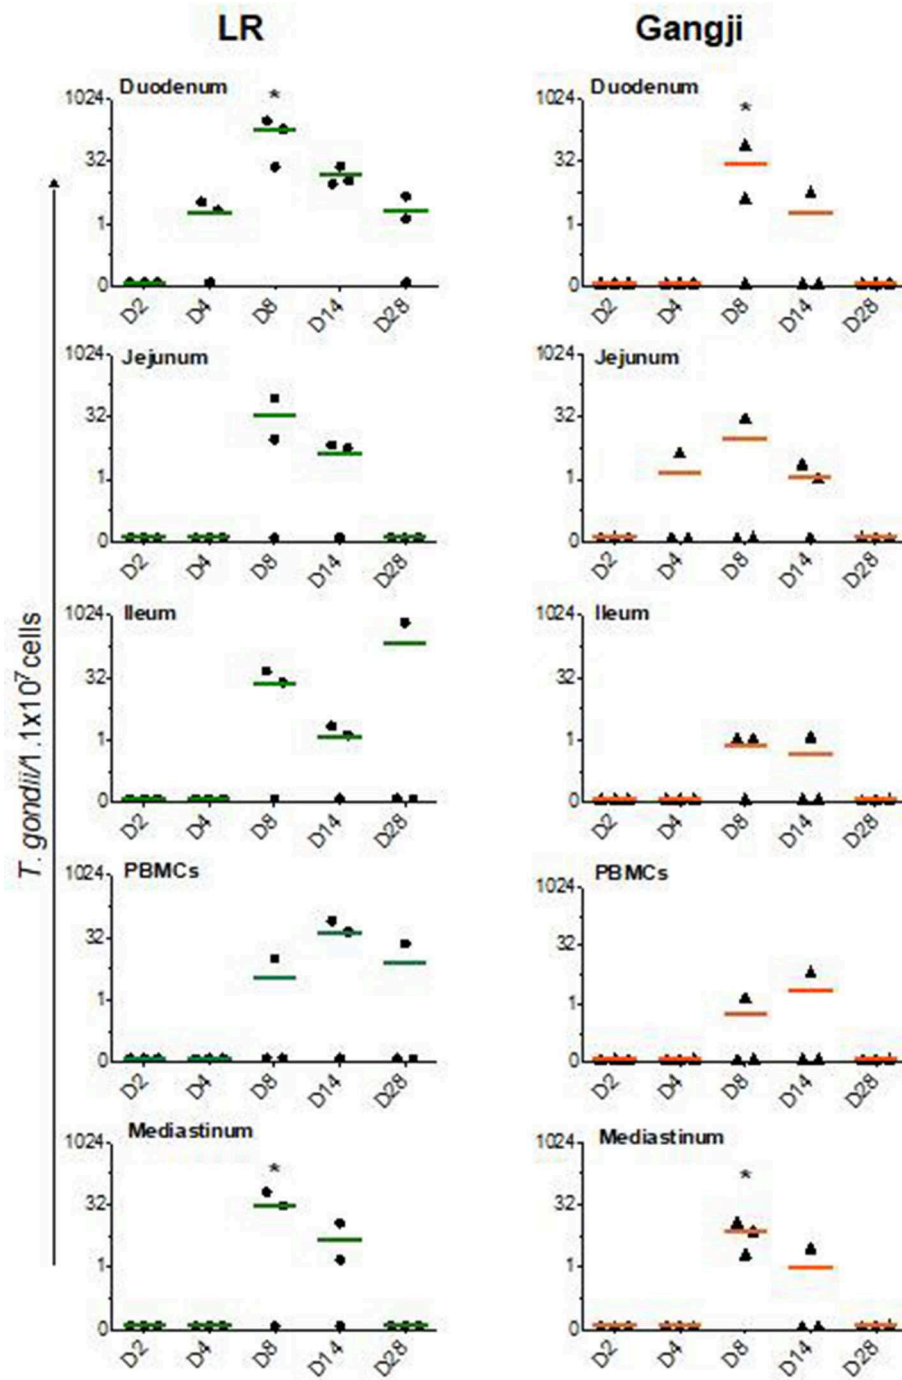 LR Gangji
Duodenum * Duodenum *
1024 1024
32 32
1 1
0 0
D2 D4 D8 D14 D28 D2 D4 D8 D14 D28
Jejunum Jejunum
1024 1024
32 32
1 1
0 0
D2 D4 D8 D14 D28 D2 D4 D8 D14 D28
Ileum Ileum
1024 1024
32 32
1 1
0 0
D2 D4 D8 D14 D28 D2 D4 D8 D14 D28
PBMCs PBMCs
1024 1024
32 32
1 1
0 0
D2 D4 D8 D14 D28 D2 D4 D8 D14 D28
Mediastinum Mediastinum
1024 * 1024 *
32 32
1 1
0 0
D2 D4 D8 D14 D28 D2 D4 D8 D14 D28
T. gondii/1.1x10⁷cells